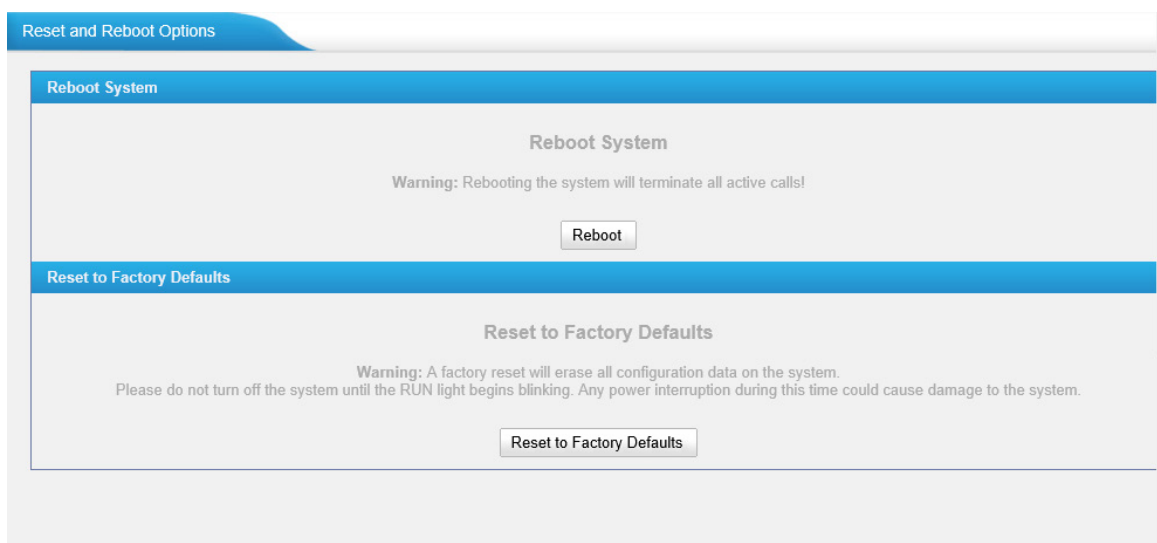 Reset and Reboot Options
Reboot System
Reboot System
Warning: Rebooting the system will terminate all active calls!
Reboot
Reset to Factory Defaults
Reset to Factory Defaults
Warning: A factory reset will erase all configuration data on the system.
Please do not turn off the system until the RUN light begins blinking. Any power interruption during this time could cause damage to the system.
Reset to Factory Defaults